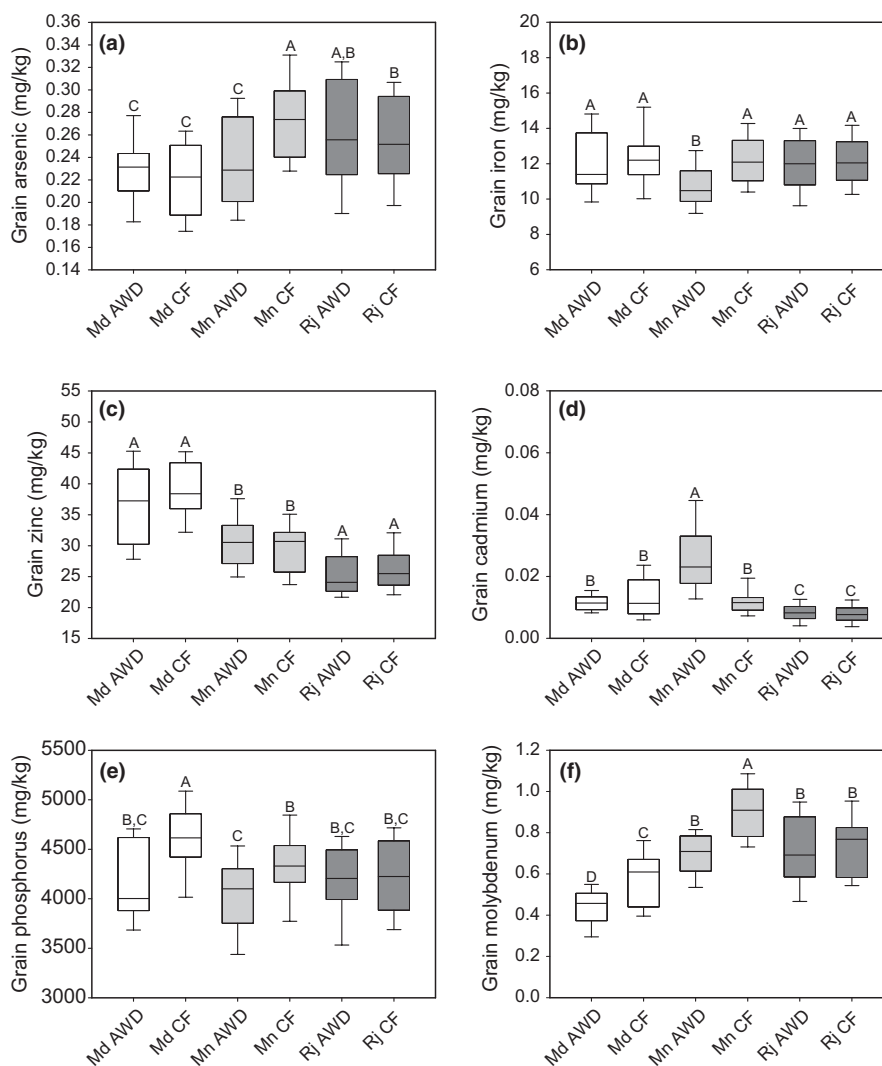 (a)
Grain arsenic (mg/kg)
0.36
0.34
0.32
0.30
0.28
0.26
0.24
0.22
0.20
0.18
0.16
0.14
C
C
C
A
A,B
B
Md AWD
Md CF
Mn AWD
Mn CF
Rj AWD
Rj CF
(b)
Grain iron (mg/kg)
20
18
16
14
12
10
8
6
A
A
B
A
A
A
Md AWD
Md CF
Mn AWD
Mn CF
Rj AWD
Rj CF
(c)
Grain zinc (mg/kg)
55
50
45
40
35
30
25
20
15
A
A
B
B
A
A
Md AWD
Md CF
Mn AWD
Mn CF
Rj AWD
Rj CF
(d)
Grain cadmium (mg/kg)
0.08
0.06
0.04
0.02
0.00
B
B
A
B
C
C
Md AWD
Md CF
Mn AWD
Mn CF
Rj AWD
Rj CF
(e)
Grain phosphorus (mg/kg)
5500
5000
4500
4000
3500
3000
B,C
A
C
B
B,C
B,C
Md AWD
Md CF
Mn AWD
Mn CF
Rj AWD
Rj CF
(f)
Grain molybdenum (mg/kg)
1.2
1.0
0.8
0.6
0.4
0.2
0.0
D
C
B
A
B
B
Md AWD
Md CF
Mn AWD
Mn CF
Rj AWD
Rj CF